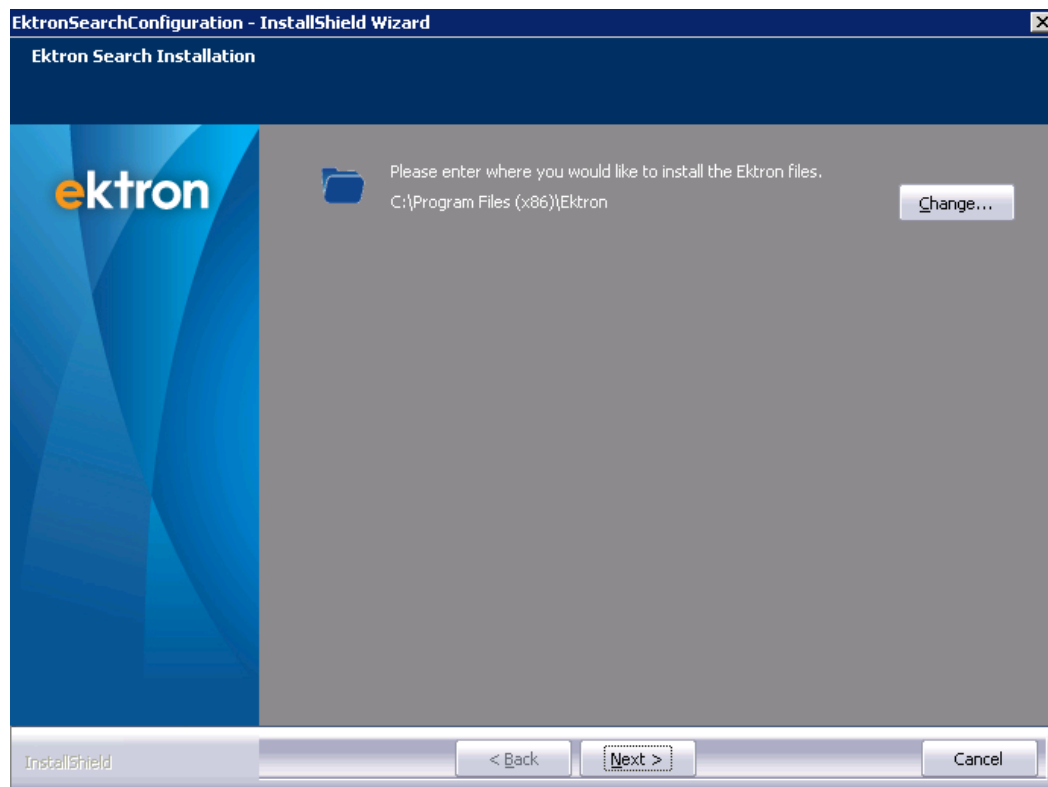 EktronSearchConfiguration - InstallShield Wizard
Ektron Search Installation
ektron
Please enter where you would like to install the Ektron files.
C:\Program Files (x86)\Ektron
Change...
InstallShield
< Back
Next >
Cancel